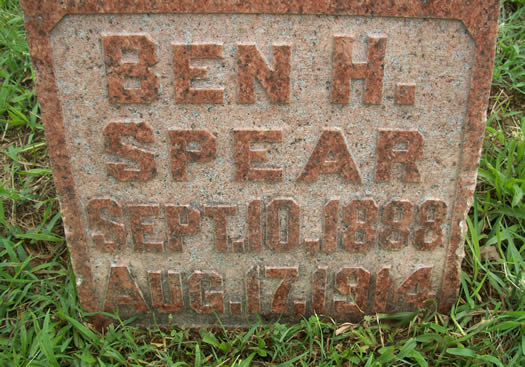 BEN H.
SPEAR
SEPT. 10, 1888
AUG. 17, 1914